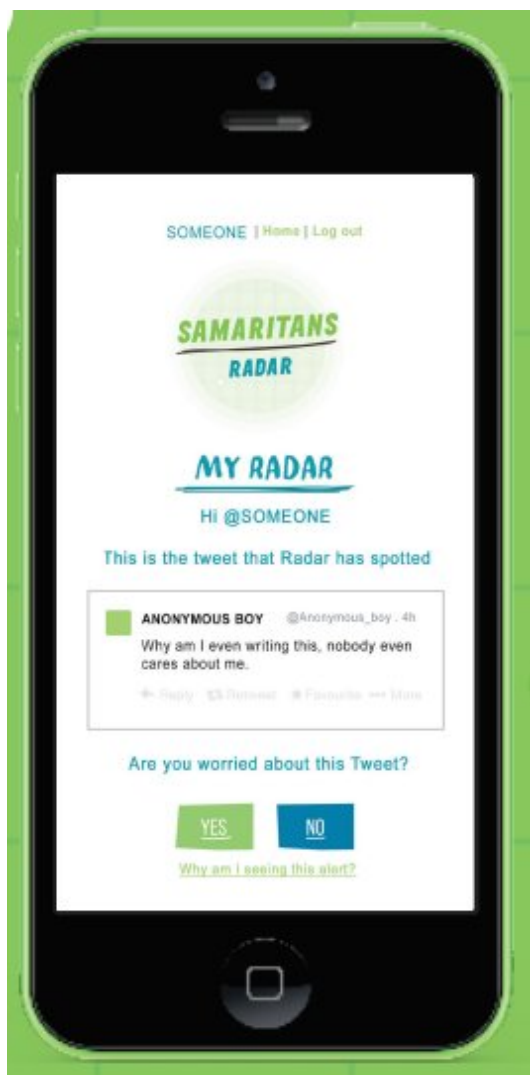 SOMEONE | Home | Log out
SAMARITANS
RADAR
MY RADAR
Hi @SOMEONE
This is the tweet that Radar has spotted
ANONYMOUS BOY @Anonymous_boy . 4h
Why am I even writing this, nobody even
cares about me.
Reply Retweet Favourite More
Are you worried about this Tweet?
YES NO
Why am I seeing this alert?